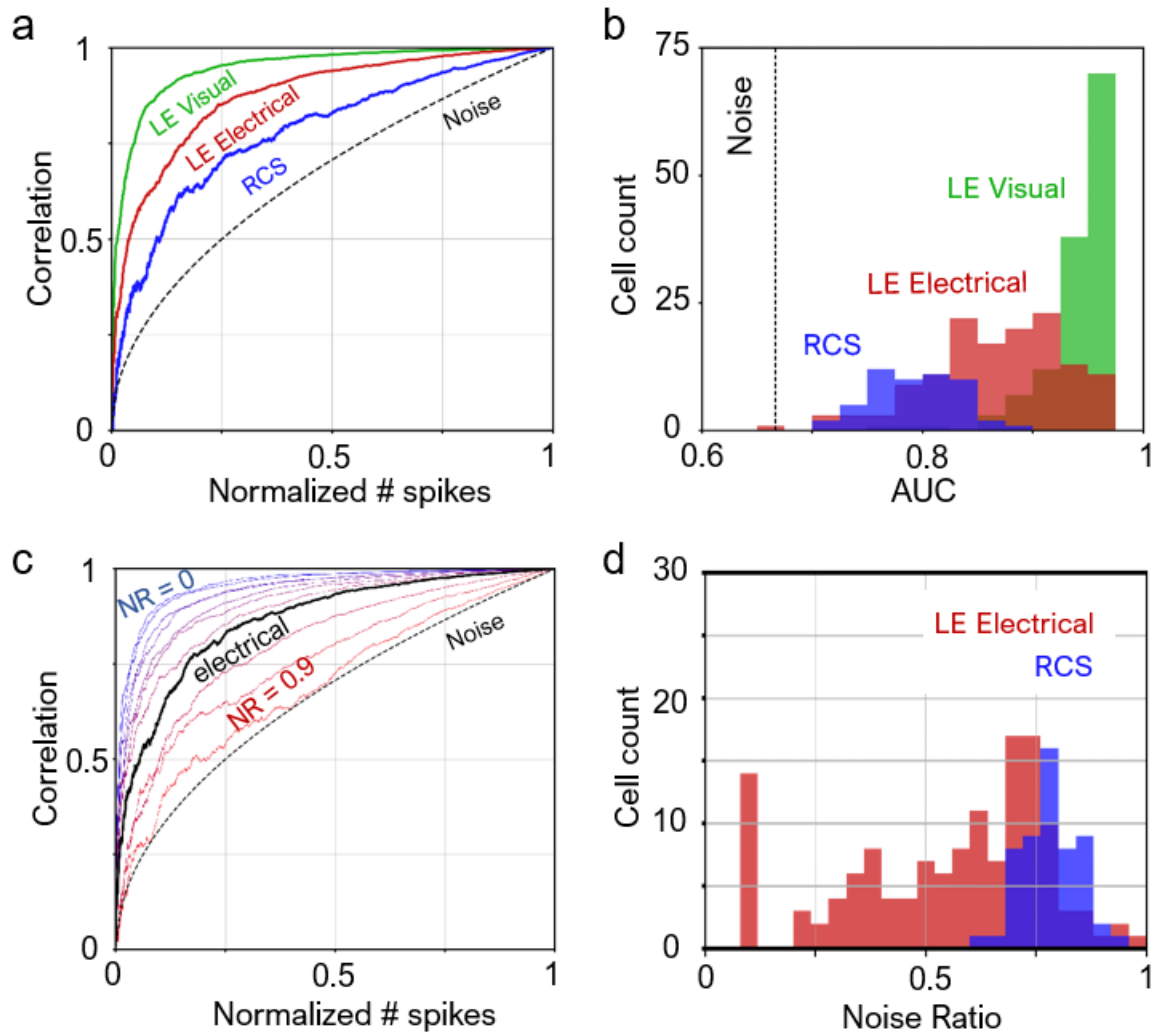 a
1
0.5
0
0
0.5
1
Correlation
Normalized # spikes
LE Visual
LE Electrical
RCS
Noise
b
75
50
25
0
0.6
0.8
1
Cell count
AUC
Noise
LE Visual
LE Electrical
RCS
c
1
0.5
0
0
0.5
1
Correlation
Normalized # spikes
NR = 0
electrical
NR = 0.9
Noise
d
30
20
10
0
0
0.5
1
Cell count
Noise Ratio
LE Electrical
RCS